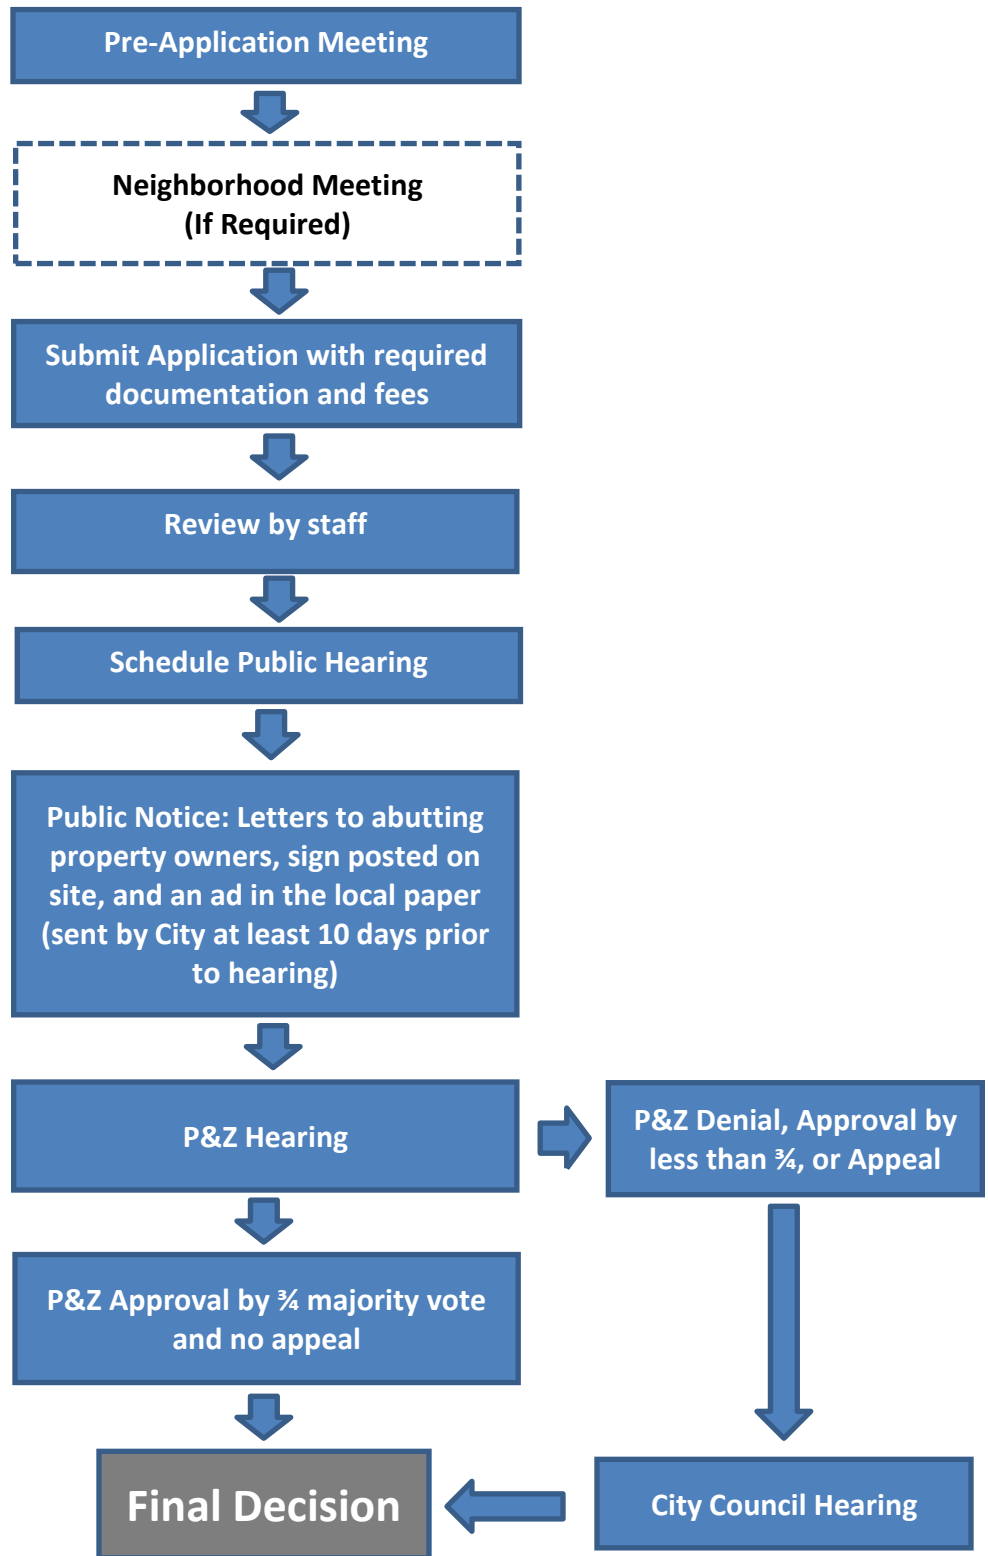 Pre-Application Meeting
Neighborhood Meeting
(If Required)
Submit Application with required
documentation and fees
Review by staff
Schedule Public Hearing
Public Notice: Letters to abutting
property owners, sign posted on
site, and an ad in the local paper
(sent by City at least 10 days prior
to hearing)
P&Z Hearing
P&Z Denial, Approval by
less than ¾, or Appeal
P&Z Approval by ¾ majority vote
and no appeal
Final Decision
City Council Hearing